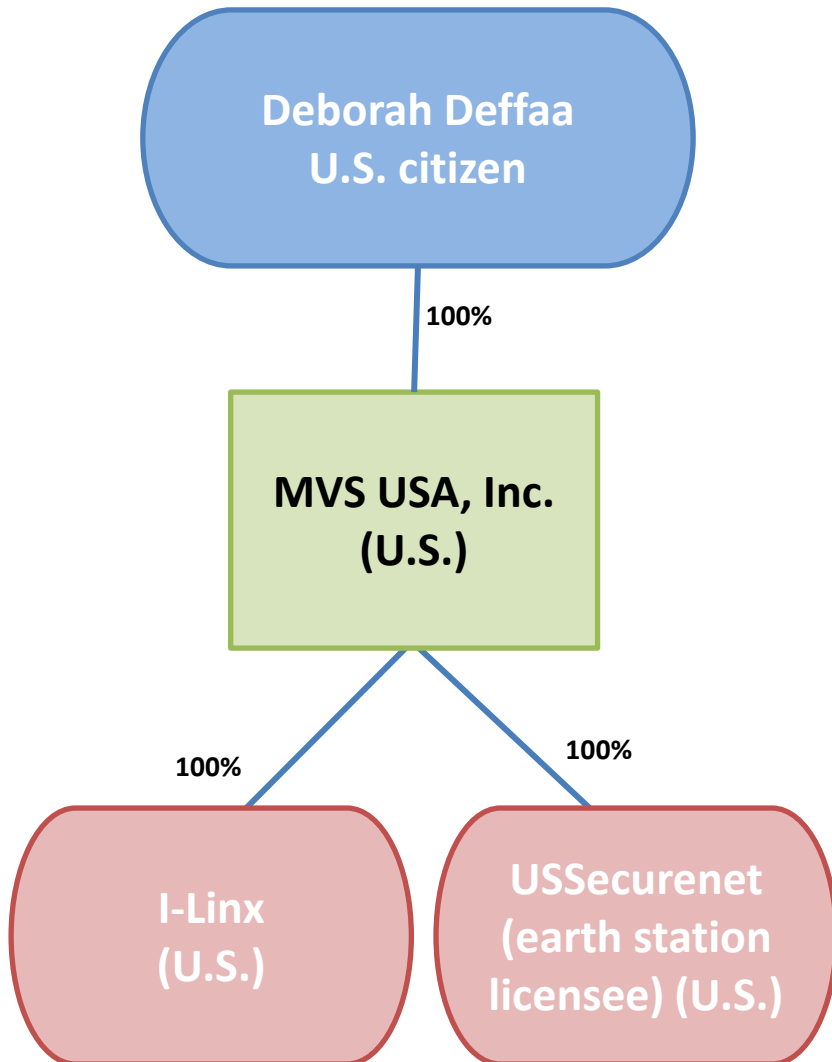 Deborah Deffaa
U.S. citizen
100%
MVS USA, Inc.
(U.S.)
100%
100%
I-Linx
(U.S.)
USSecurenet
(earth station
licensee) (U.S.)